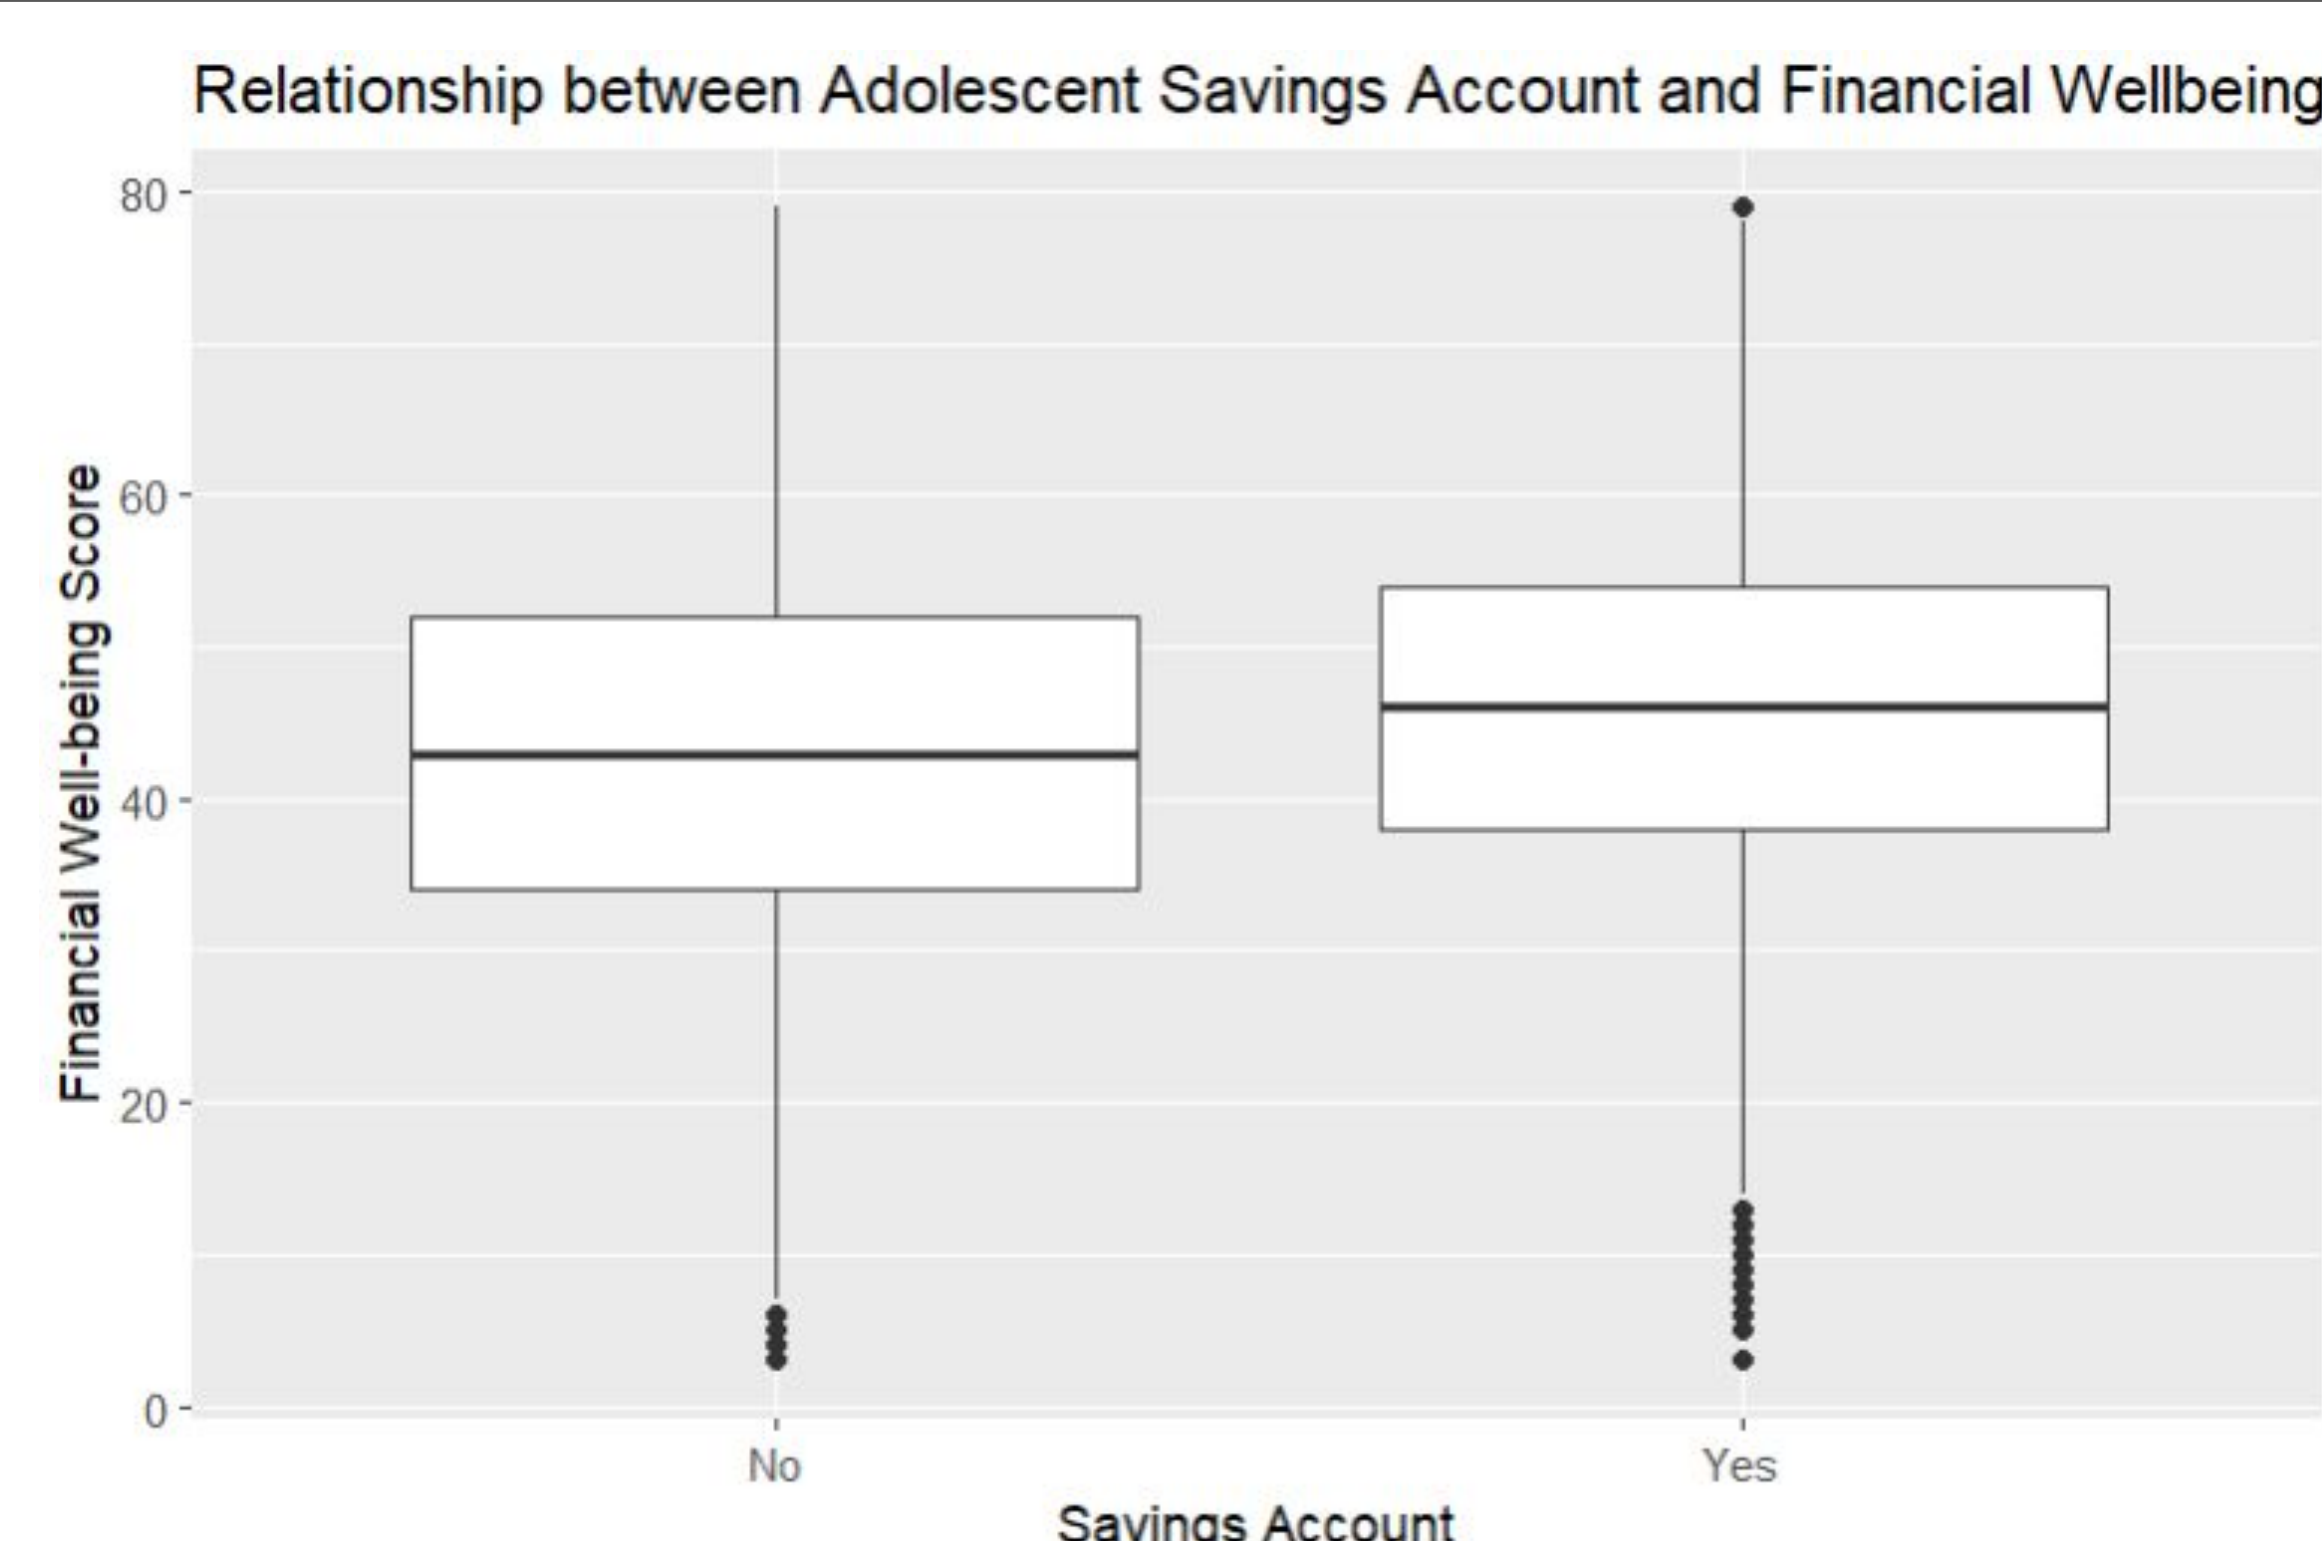 Relationship between Adolescent Savings Account and Financial Wellbeing
Financial Well-being Score
80
60
40
20
0
No
Yes
Savings Account